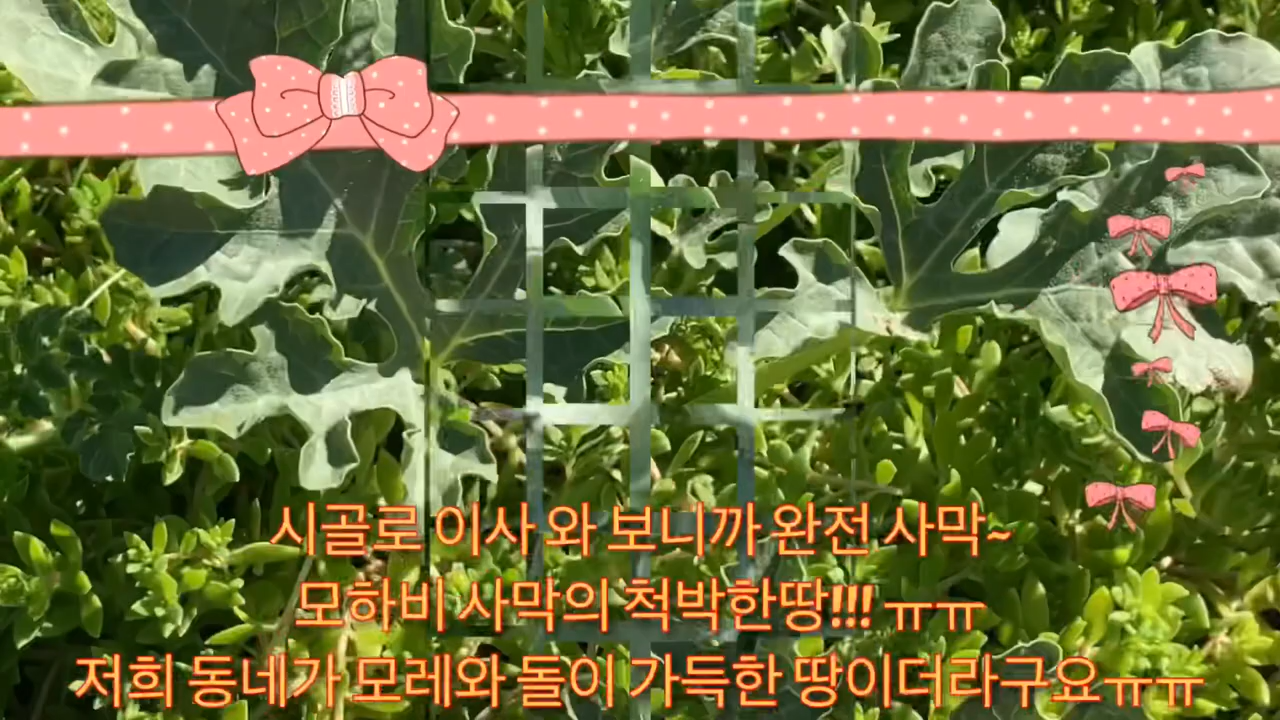 시골로 이사 와 보니까 완전 사막~
모하비 사막의 척박한땅!!! ㅠㅠ
저희 동네가 모레와 돌이 가득한 땅이더라구요ㅠㅠ